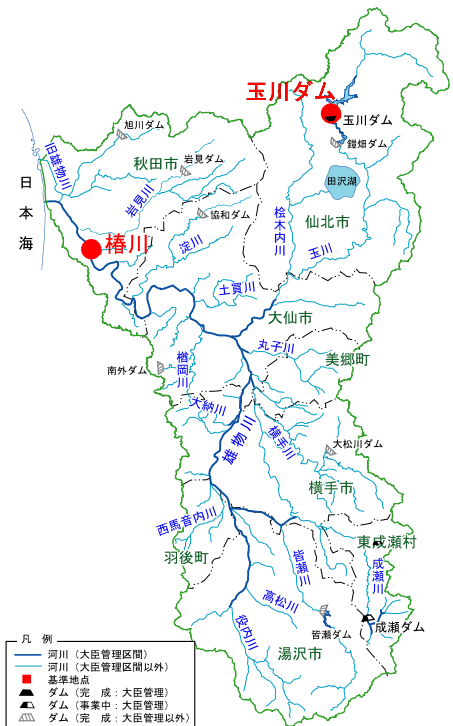 玉川ダム
玉川ダム
鎧畑ダム
旭川ダム
旧雄物川
秋田市
岩見ダム
岩見川
田沢湖
日本海
協和ダム
桧木内川
仙北市
椿川
淀川
玉川
土買川
大仙市
丸子川
美郷町
南外ダム
楢岡川
大納川
雄物川
横手川
大松川ダム
横手市
西馬音内川
羽後町
皆瀬川
東成瀬村
成瀬川
高松川
役内川
皆瀬ダム
成瀬ダム
湯沢市
凡 例
河川（大臣管理区間）
河川（大臣管理区間以外）
基準地点
ダム（完 成：大臣管理）
ダム（事業中：大臣管理）
ダム（完 成：大臣管理以外）